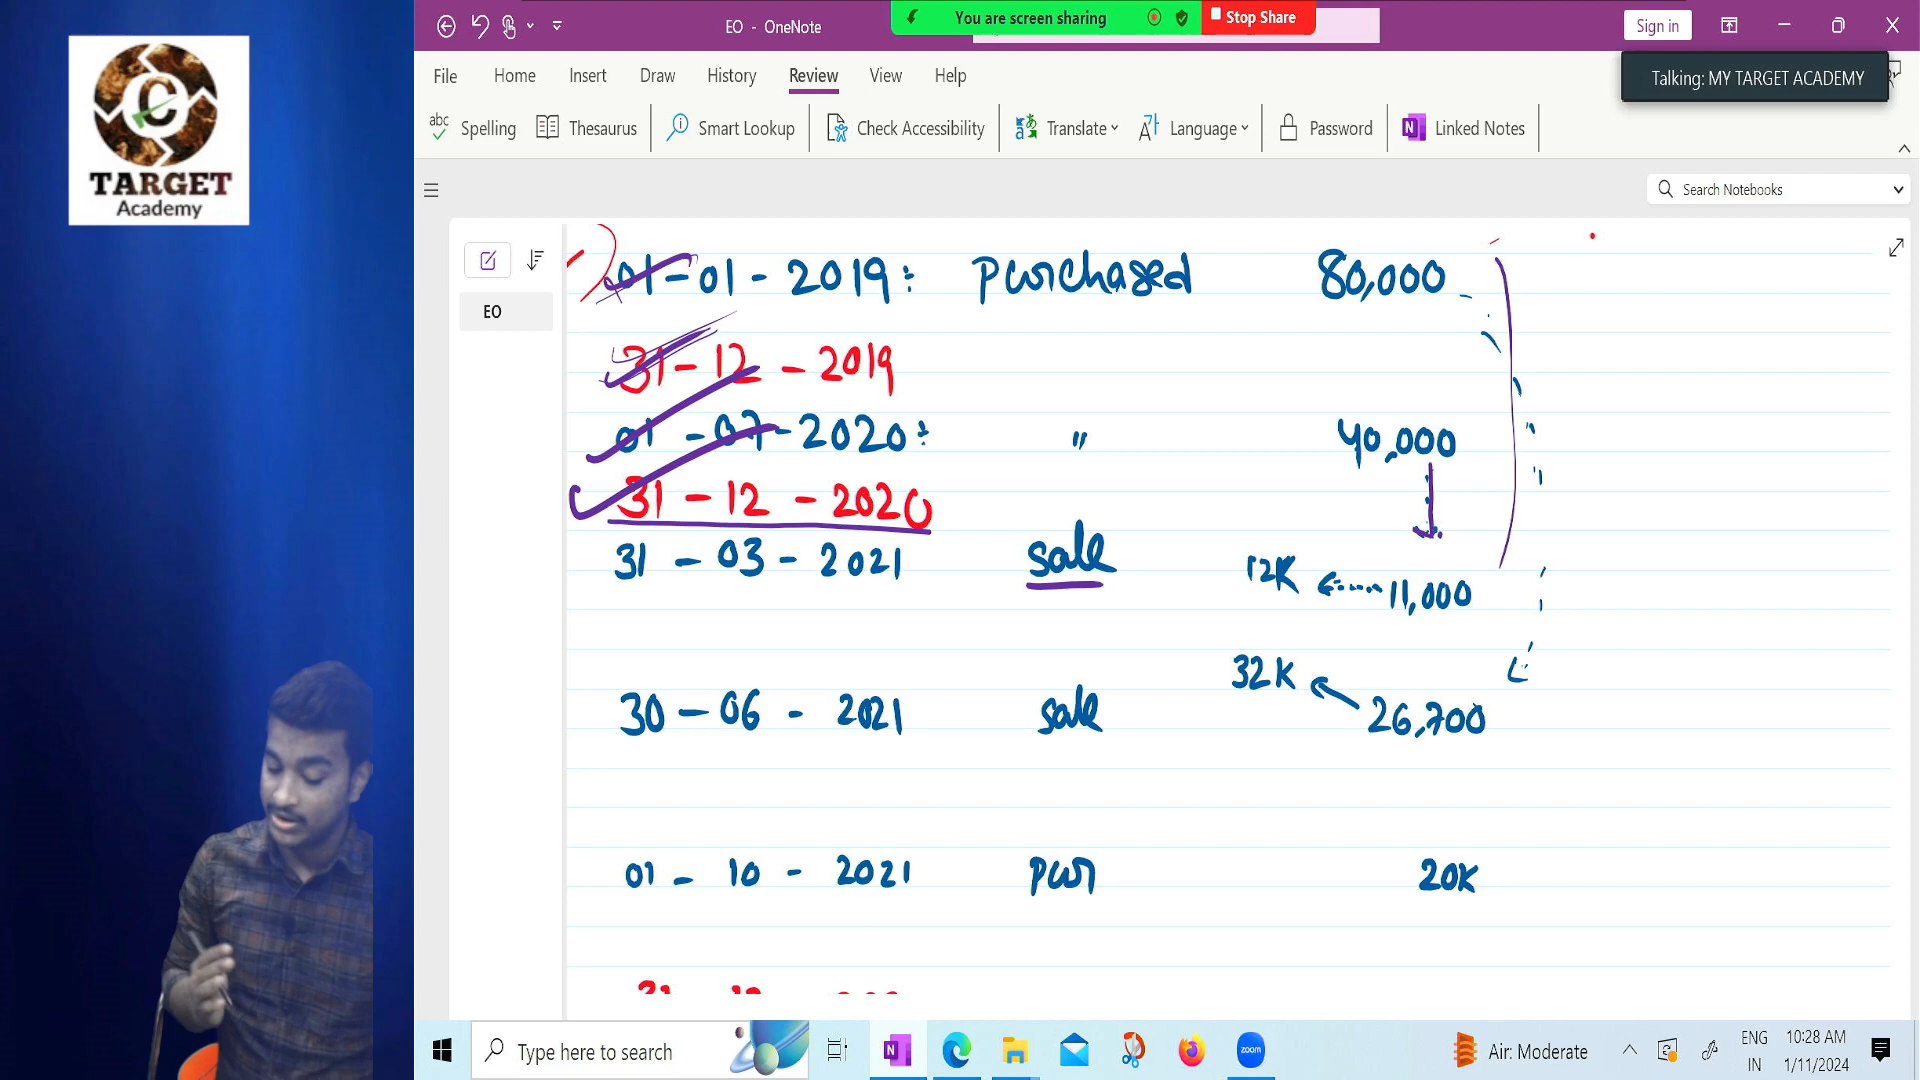 TARGET
Academy
EO - OneNote
You are screen sharing
Stop Share
Sign in
File Home Insert Draw History Review View Help
Talking: MY TARGET ACADEMY
abc Spelling Thesaurus Smart Lookup Check Accessibility Translate Language Password Linked Notes
Search Notebooks
EO
01-01-2019: purchased 80,000
31-12-2019
01-07-2020: " 40,000
31-12-2020
31-03-2021 sale 12K 11,000
32K
30-06-2021 sale 26,700
01-10-2021 pur 20K
Type here to search
zoom
Air: Moderate
ENG
IN
10:28 AM
1/11/2024